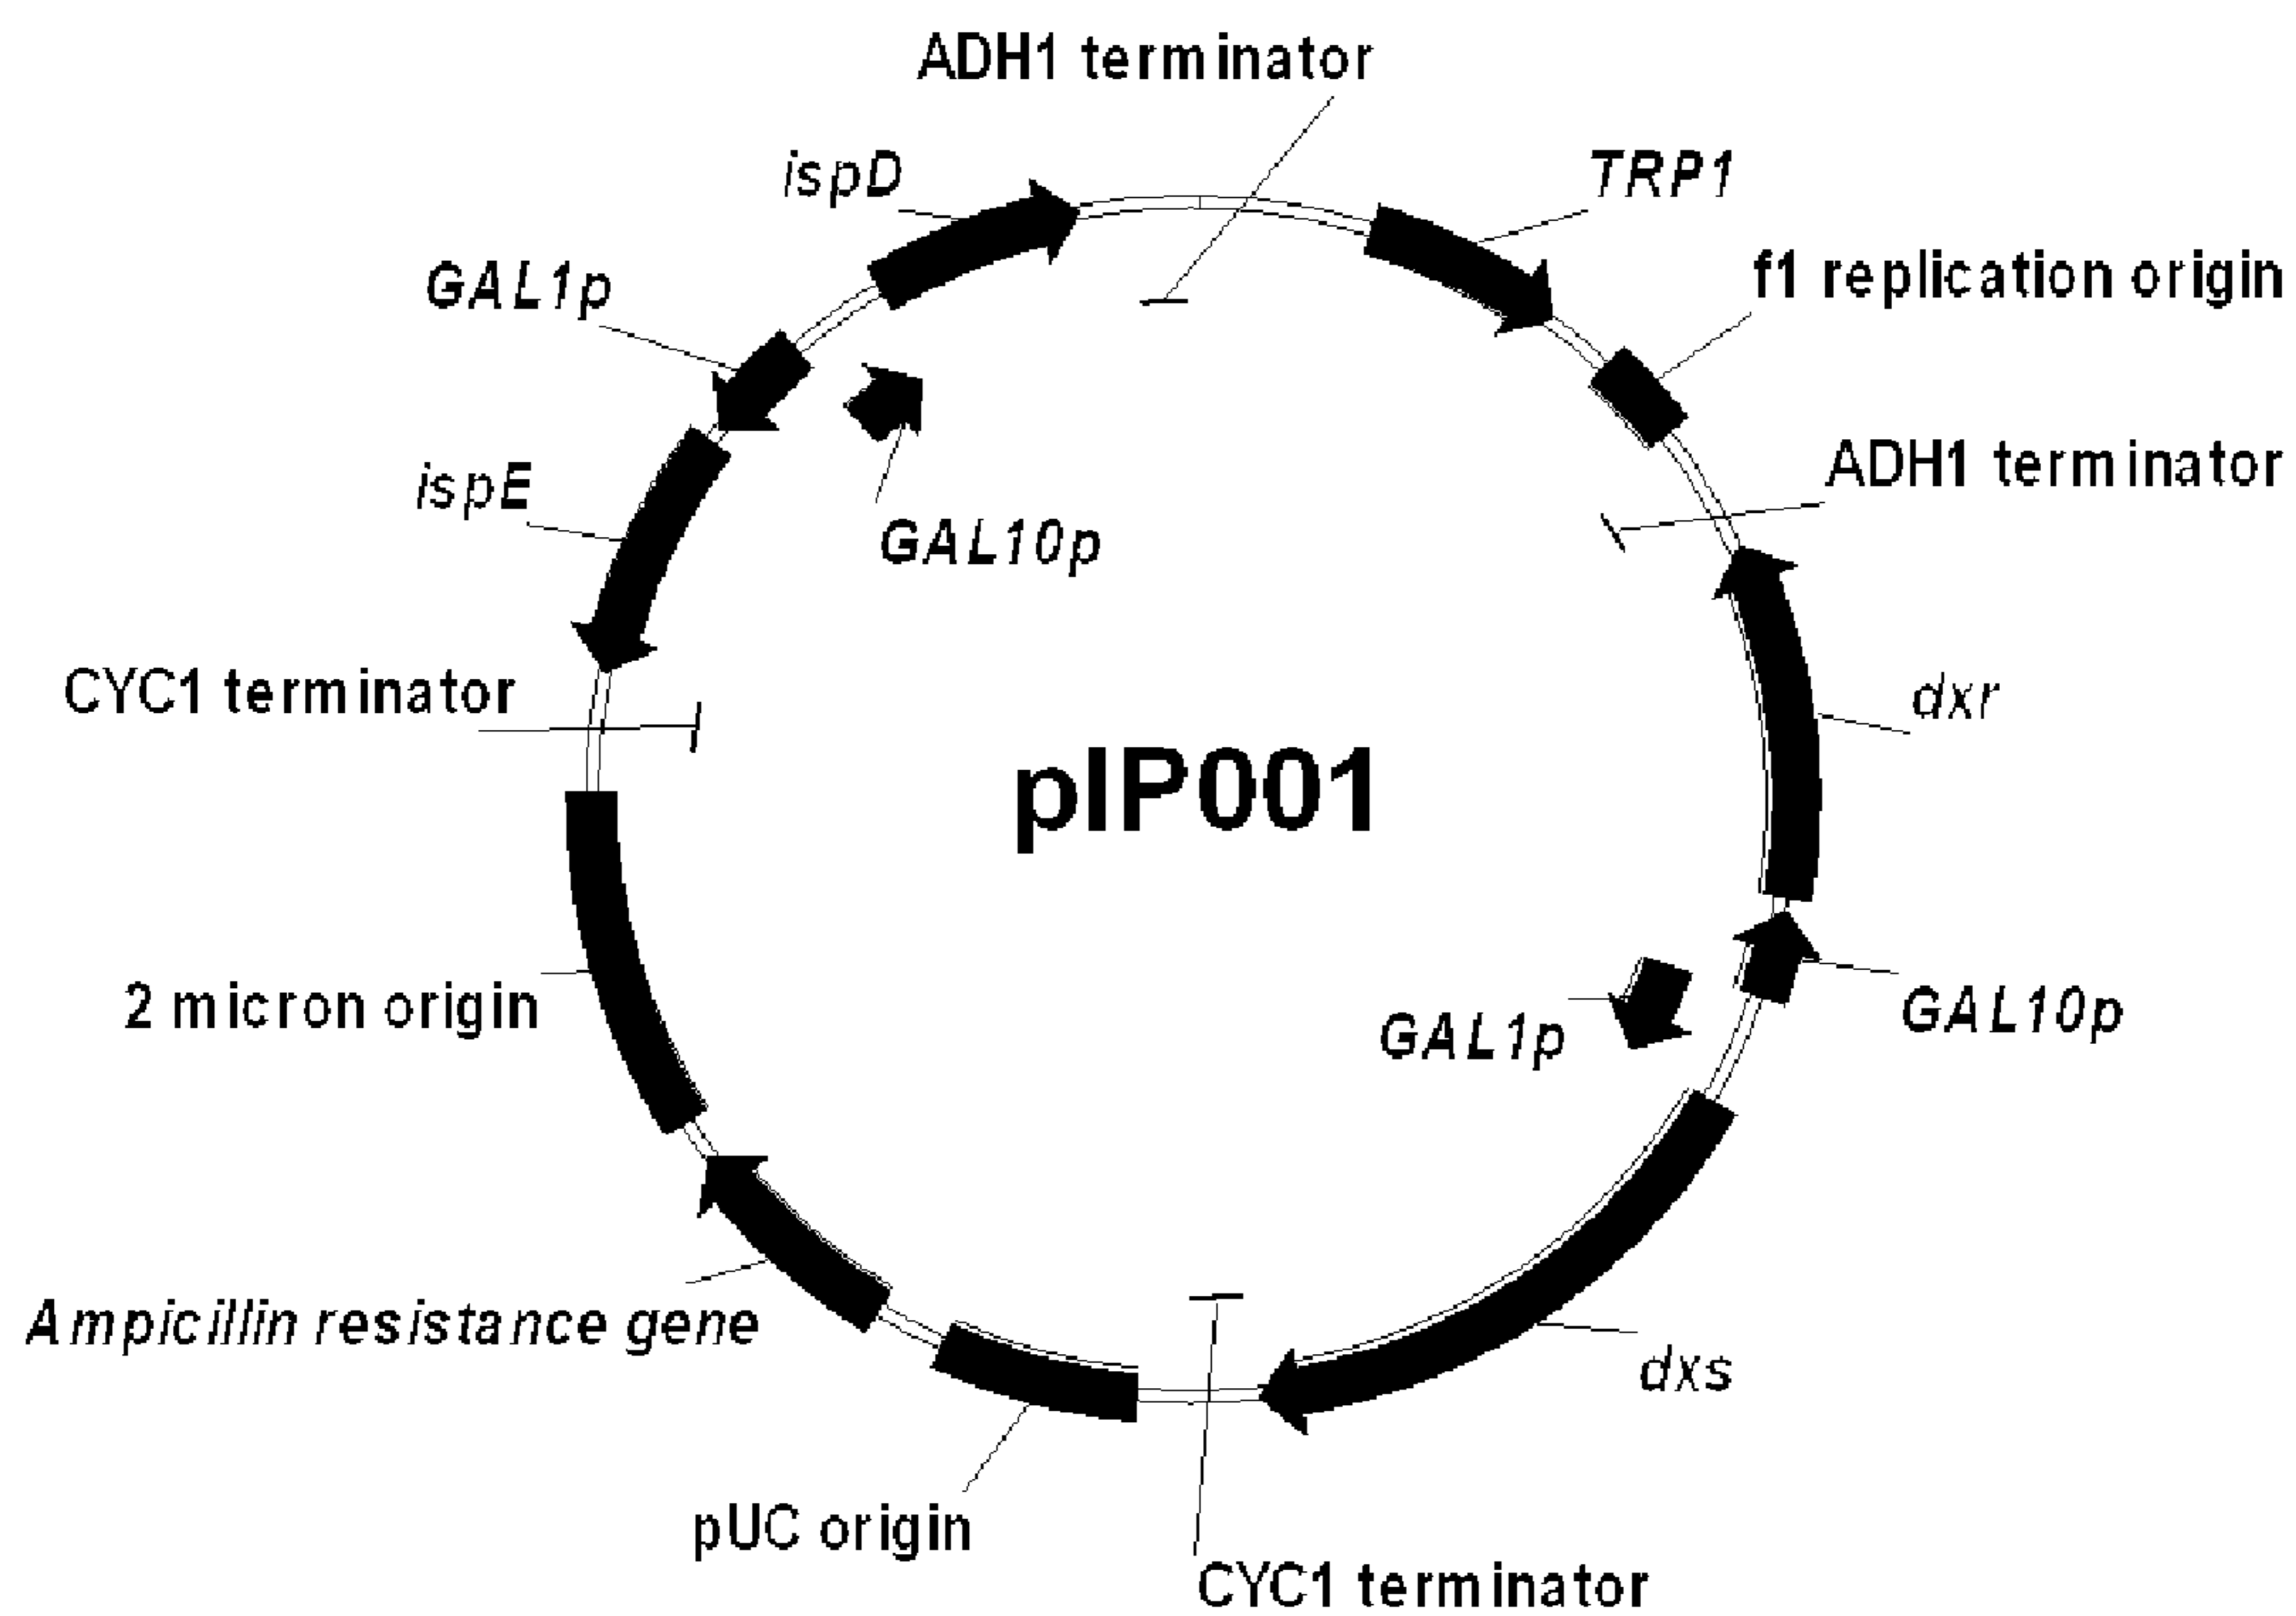 ADH1 terminator
ispD
TRP1
GAL1p
f1 replication origin
ispE
ADH1 terminator
GAL10p
CYC1 terminator
dxr
pIP001
2 micron origin
GAL1p
GAL10p
Ampicillin resistance gene
dxs
pUC origin
CYC1 terminator